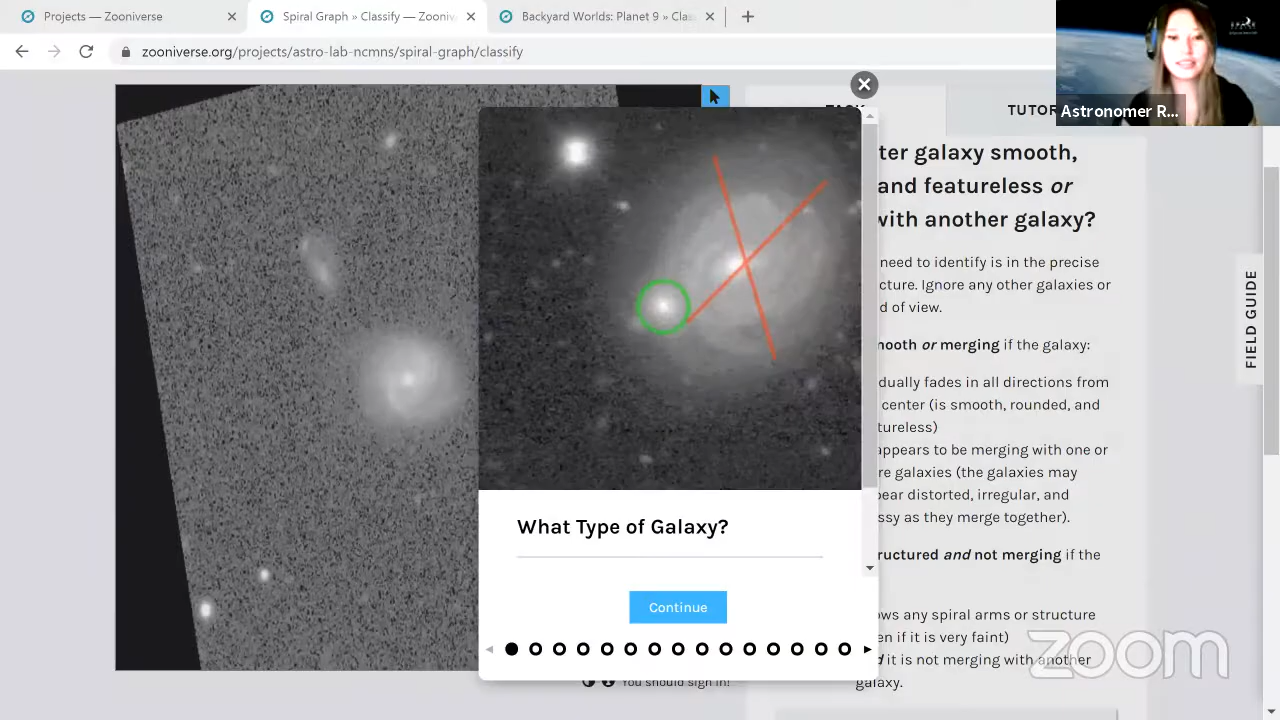 Projects — Zooniverse
Spiral Graph » Classify — Zooniv
Backyard Worlds: Planet 9 » Clas
zooniverse.org/projects/astro-lab-ncmns/spiral-graph/classify
Astronomer R...
TASK
TUTOR
ter galaxy smooth,
and featureless or
with another galaxy?
need to identify is in the precise
cture. Ignore any other galaxies or
d of view.
mooth or merging if the galaxy:
dually fades in all directions from
center (is smooth, rounded, and
tureless)
appears to be merging with one or
re galaxies (the galaxies may
pear distorted, irregular, and
ssy as they merge together).
ructured and not merging if the
ows any spiral arms or structure
en if it is very faint)
d it is not merging with another
galaxy.
FIELD GUIDE
What Type of Galaxy?
Continue
You should sign in!
zoom